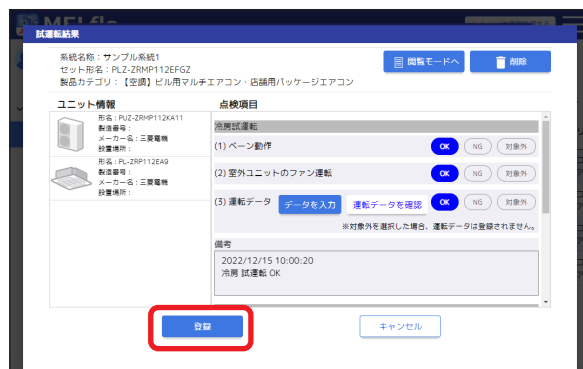 MELflo
試運転結果
系統名称：サンプル系統1
セット形名：PLZ-ZRMP112EFGZ
製品カテゴリ：【空調】ビル用マルチエアコン・店舗用パッケージエアコン
閲覧モードへ
削除
ユニット情報
点検項目
形名：PUZ-ZRMP112KA11
製造番号：
メーカー名：三菱電機
設置場所：
形名：PL-ZRP112EA9
製造番号：
メーカー名：三菱電機
設置場所：
冷房試運転
(1) ベーン動作 OK NG 対象外
(2) 室外ユニットのファン運転 OK NG 対象外
(3) 運転データ データを入力 運転データを確認 OK NG 対象外
※対象外を選択した場合、運転データは登録されません。
備考
2022/12/15 10:00:20
冷房 試運転 OK
登録
キャンセル